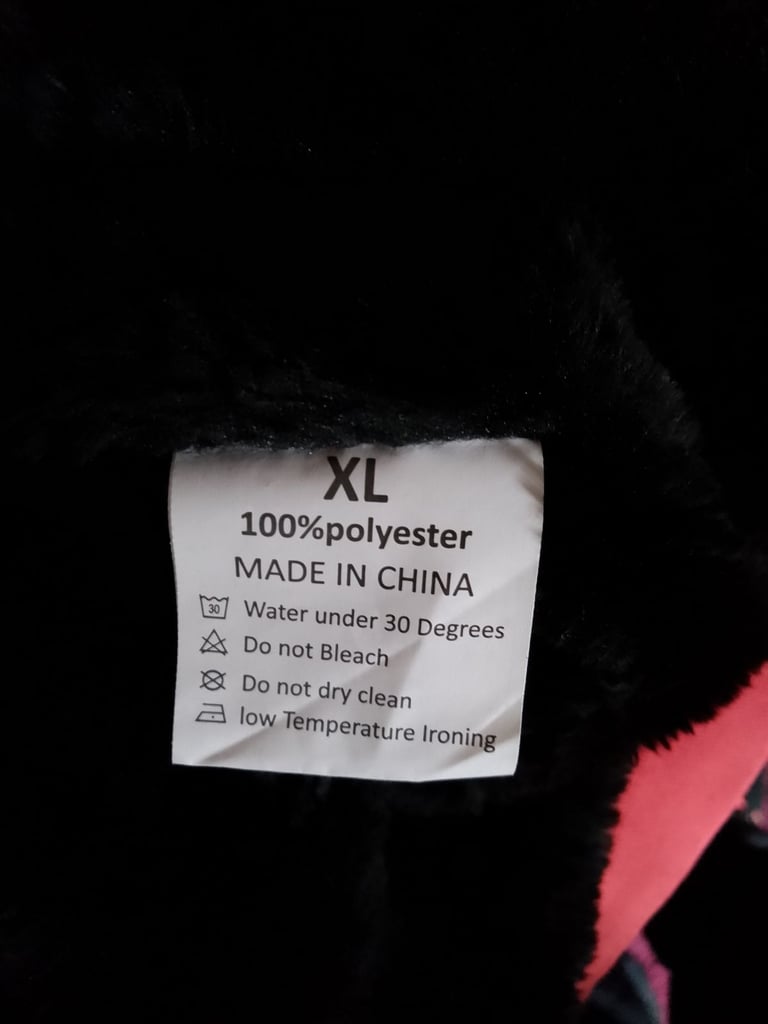 XL
100%polyester
MADE IN CHINA
30 Water under 30 Degrees
Do not Bleach
Do not dry clean
low Temperature Ironing